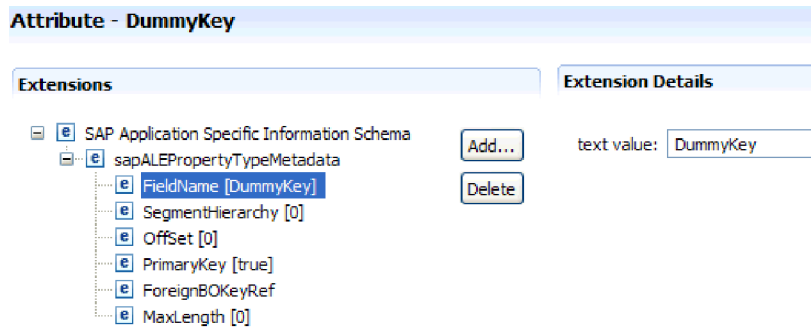 Attribute - DummyKey
Extensions
Extension Details
e SAP Application Specific Information Schema
Add...
text value: DummyKey
e sapALEPropertyTypeMetadata
e FieldName [DummyKey]
Delete
e SegmentHierarchy [0]
e OffSet [0]
e PrimaryKey [true]
e ForeignBOKeyRef
e MaxLength [0]